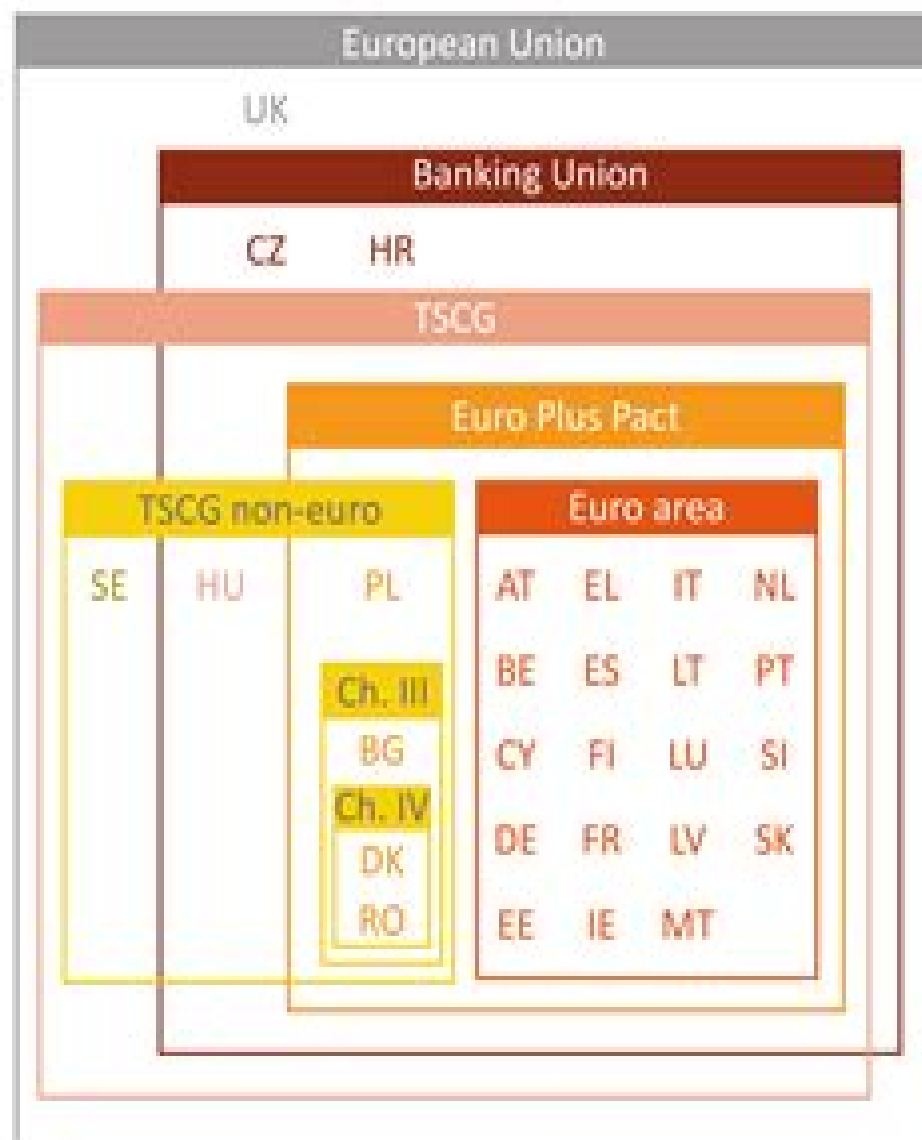 European Union
UK
Banking Union
CZ HR
TSCG
Euro Plus Pact
TSCG non-euro
Euro area
SE HU PL
AT EL IT NL
BE ES LT PT
Ch. III
BG
CY FI LU SI
Ch. IV
DK
DE FR LV SK
RO
EE IE MT